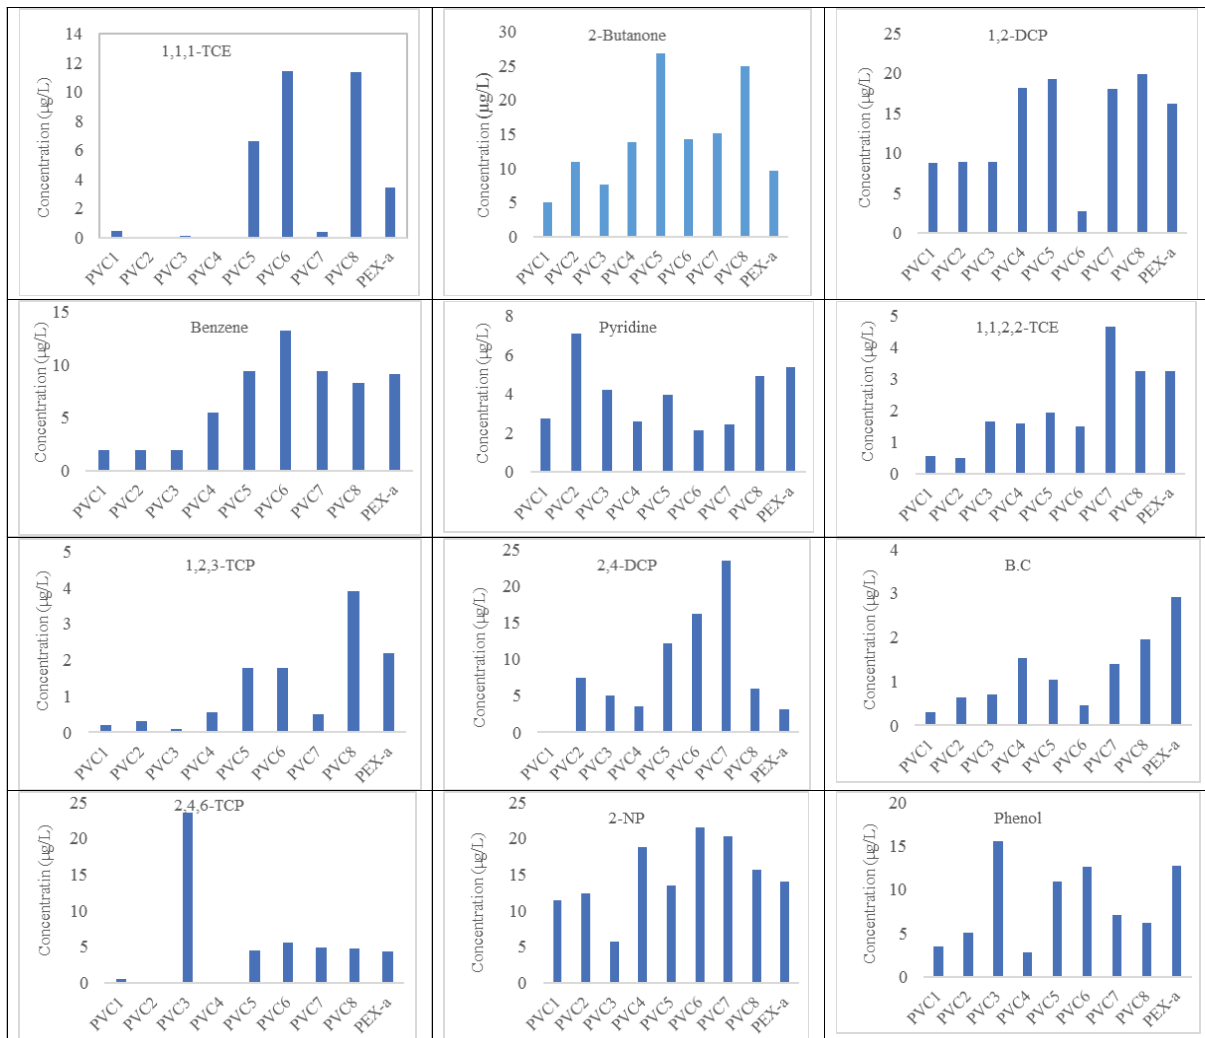 1,1,1-TCE
Concentration (µg/L)
14
12
10
8
6
4
2
0
PVC1 PVC2 PVC3 PVC4 PVC5 PVC6 PVC7 PVC8 PEX-a
2-Butanone
Concentration (µg/L)
30
25
20
15
10
5
0
PVC1 PVC2 PVC3 PVC4 PVC5 PVC6 PVC7 PVC8 PEX-a
1,2-DCP
Concentration (µg/L)
25
20
15
10
5
0
PVC1 PVC2 PVC3 PVC4 PVC5 PVC6 PVC7 PVC8 PEX-a
Benzene
Concentration (µg/L)
15
10
5
0
PVC1 PVC2 PVC3 PVC4 PVC5 PVC6 PVC7 PVC8 PEX-a
Pyridine
Concentration (µg/L)
8
6
4
2
0
PVC1 PVC2 PVC3 PVC4 PVC5 PVC6 PVC7 PVC8 PEX-a
1,1,2,2-TCE
Concentration (µg/L)
5
4
3
2
1
0
PVC1 PVC2 PVC3 PVC4 PVC5 PVC6 PVC7 PVC8 PEX-a
1,2,3-TCP
Concentration (µg/L)
5
4
3
2
1
0
PVC1 PVC2 PVC3 PVC4 PVC5 PVC6 PVC7 PVC8 PEX-a
2,4-DCP
Concentration (µg/L)
25
20
15
10
5
0
PVC1 PVC2 PVC3 PVC4 PVC5 PVC6 PVC7 PVC8 PEX-a
B.C
Concentration (µg/L)
4
3
2
1
0
PVC1 PVC2 PVC3 PVC4 PVC5 PVC6 PVC7 PVC8 PEX-a
2,4,6-TCP
Concentratin (µg/L)
25
20
15
10
5
0
PVC1 PVC2 PVC3 PVC4 PVC5 PVC6 PVC7 PVC8 PEX-a
2-NP
Concentration (µg/L)
25
20
15
10
5
0
PVC1 PVC2 PVC3 PVC4 PVC5 PVC6 PVC7 PVC8 PEX-a
Phenol
Concentration (µg/L)
20
15
10
5
0
PVC1 PVC2 PVC3 PVC4 PVC5 PVC6 PVC7 PVC8 PEX-a